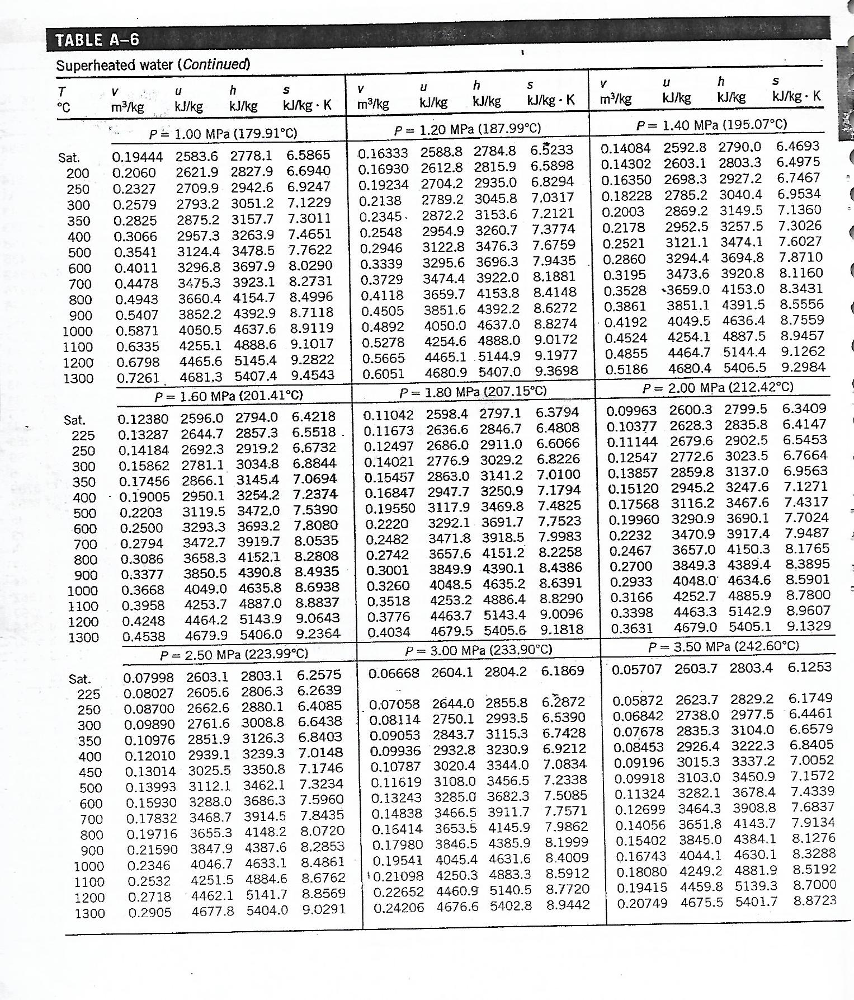 TABLE A–6
Superheated water (Continued)
T v u h s v u h s v u h s
°C m³/kg kJ/kg kJ/kg kJ/kg · K m³/kg kJ/kg kJ/kg kJ/kg · K m³/kg kJ/kg kJ/kg kJ/kg · K
P = 1.00 MPa (179.91°C) P = 1.20 MPa (187.99°C) P = 1.40 MPa (195.07°C)
Sat. 0.19444 2583.6 2778.1 6.5865 0.16333 2588.8 2784.8 6.5233 0.14084 2592.8 2790.0 6.4693
200 0.2060 2621.9 2827.9 6.6940 0.16930 2612.8 2815.9 6.5898 0.14302 2603.1 2803.3 6.4975
250 0.2327 2709.9 2942.6 6.9247 0.19234 2704.2 2935.0 6.8294 0.16350 2698.3 2927.2 6.7467
300 0.2579 2793.2 3051.2 7.1229 0.2138 2789.2 3045.8 7.0317 0.18228 2785.2 3040.4 6.9534
350 0.2825 2875.2 3157.7 7.3011 0.2345 2872.2 3153.6 7.2121 0.2003 2869.2 3149.5 7.1360
400 0.3066 2957.3 3263.9 7.4651 0.2548 2954.9 3260.7 7.3774 0.2178 2952.5 3257.5 7.3026
500 0.3541 3124.4 3478.5 7.7622 0.2946 3122.8 3476.3 7.6759 0.2521 3121.1 3474.1 7.6027
600 0.4011 3296.8 3697.9 8.0290 0.3339 3295.6 3696.3 7.9435 0.2860 3294.4 3694.8 7.8710
700 0.4478 3475.3 3923.1 8.2731 0.3729 3474.4 3922.0 8.1881 0.3195 3473.6 3920.8 8.1160
800 0.4943 3660.4 4154.7 8.4996 0.4118 3659.7 4153.8 8.4148 0.3528 3659.0 4153.0 8.3431
900 0.5407 3852.2 4392.9 8.7118 0.4505 3851.6 4392.2 8.6272 0.3861 3851.1 4391.5 8.5556
1000 0.5871 4050.5 4637.6 8.9119 0.4892 4050.0 4637.0 8.8274 0.4192 4049.5 4636.4 8.7559
1100 0.6335 4255.1 4888.6 9.1017 0.5278 4254.6 4888.0 9.0172 0.4524 4254.1 4887.5 8.9457
1200 0.6798 4465.6 5145.4 9.2822 0.5665 4465.1 5144.9 9.1977 0.4855 4464.7 5144.4 9.1262
1300 0.7261 4681.3 5407.4 9.4543 0.6051 4680.9 5407.0 9.3698 0.5186 4680.4 5406.5 9.2984
P = 1.60 MPa (201.41°C) P = 1.80 MPa (207.15°C) P = 2.00 MPa (212.42°C)
Sat. 0.12380 2596.0 2794.0 6.4218 0.11042 2598.4 2797.1 6.3794 0.09963 2600.3 2799.5 6.3409
225 0.13287 2644.7 2857.3 6.5518 0.11673 2636.6 2846.7 6.4808 0.10377 2628.3 2835.8 6.4147
250 0.14184 2692.3 2919.2 6.6732 0.12497 2686.0 2911.0 6.6066 0.11144 2679.6 2902.5 6.5453
300 0.15862 2781.1 3034.8 6.8844 0.14021 2776.9 3029.2 6.8226 0.12547 2772.6 3023.5 6.7664
350 0.17456 2866.1 3145.4 7.0694 0.15457 2863.0 3141.2 7.0100 0.13857 2859.8 3137.0 6.9563
400 0.19005 2950.1 3254.2 7.2374 0.16847 2947.7 3250.9 7.1794 0.15120 2945.2 3247.6 7.1271
500 0.2203 3119.5 3472.0 7.5390 0.19550 3117.9 3469.8 7.4825 0.17568 3116.2 3467.6 7.4317
600 0.2500 3293.3 3693.2 7.8080 0.2220 3292.1 3691.7 7.7523 0.19960 3290.9 3690.1 7.7024
700 0.2794 3472.7 3919.7 8.0535 0.2482 3471.8 3918.5 7.9983 0.2232 3470.9 3917.4 7.9487
800 0.3086 3658.3 4152.1 8.2808 0.2742 3657.6 4151.2 8.2258 0.2467 3657.0 4150.3 8.1765
900 0.3377 3850.5 4390.8 8.4935 0.3001 3849.9 4390.1 8.4386 0.2700 3849.3 4389.4 8.3895
1000 0.3668 4049.0 4635.8 8.6938 0.3260 4048.5 4635.2 8.6391 0.2933 4048.0 4634.6 8.5901
1100 0.3958 4253.7 4887.0 8.8837 0.3518 4253.2 4886.4 8.8290 0.3166 4252.7 4885.9 8.7800
1200 0.4248 4464.2 5143.9 9.0643 0.3776 4463.7 5143.4 9.0096 0.3398 4463.3 5142.9 8.9607
1300 0.4538 4679.9 5406.0 9.2364 0.4034 4679.5 5405.6 9.1818 0.3631 4679.0 5405.1 9.1329
P = 2.50 MPa (223.99°C) P = 3.00 MPa (233.90°C) P = 3.50 MPa (242.60°C)
Sat. 0.07998 2603.1 2803.1 6.2575 0.06668 2604.1 2804.2 6.1869 0.05707 2603.7 2803.4 6.1253
225 0.08027 2605.6 2806.3 6.2639
250 0.08700 2662.6 2880.1 6.4085 0.07058 2644.0 2855.8 6.2872 0.05872 2623.7 2829.2 6.1749
300 0.09890 2761.6 3008.8 6.6438 0.08114 2750.1 2993.5 6.5390 0.06842 2738.0 2977.5 6.4461
350 0.10976 2851.9 3126.3 6.8403 0.09053 2843.7 3115.3 6.7428 0.07678 2835.3 3104.0 6.6579
400 0.12010 2939.1 3239.3 7.0148 0.09936 2932.8 3230.9 6.9212 0.08453 2926.4 3222.3 6.8405
450 0.13014 3025.5 3350.8 7.1746 0.10787 3020.4 3344.0 7.0834 0.09196 3015.3 3337.2 7.0052
500 0.13993 3112.1 3462.1 7.3234 0.11619 3108.0 3456.5 7.2338 0.09918 3103.0 3450.9 7.1572
600 0.15930 3288.0 3686.3 7.5960 0.13243 3285.0 3682.3 7.5085 0.11324 3282.1 3678.4 7.4339
700 0.17832 3468.7 3914.5 7.8435 0.14838 3466.5 3911.7 7.7571 0.12699 3464.3 3908.8 7.6837
800 0.19716 3655.3 4148.2 8.0720 0.16414 3653.5 4145.9 7.9862 0.14056 3651.8 4143.7 7.9134
900 0.21590 3847.9 4387.6 8.2853 0.17980 3846.5 4385.9 8.1999 0.15402 3845.0 4384.1 8.1276
1000 0.2346 4046.7 4633.1 8.4861 0.19541 4045.4 4631.6 8.4009 0.16743 4044.1 4630.1 8.3288
1100 0.2532 4251.5 4884.6 8.6762 0.21098 4250.3 4883.3 8.5912 0.18080 4249.2 4881.9 8.5192
1200 0.2718 4462.1 5141.7 8.8569 0.22652 4460.9 5140.5 8.7720 0.19415 4459.8 5139.3 8.7000
1300 0.2905 4677.8 5404.0 9.0291 0.24206 4676.6 5402.8 8.9442 0.20749 4675.5 5401.7 8.8723